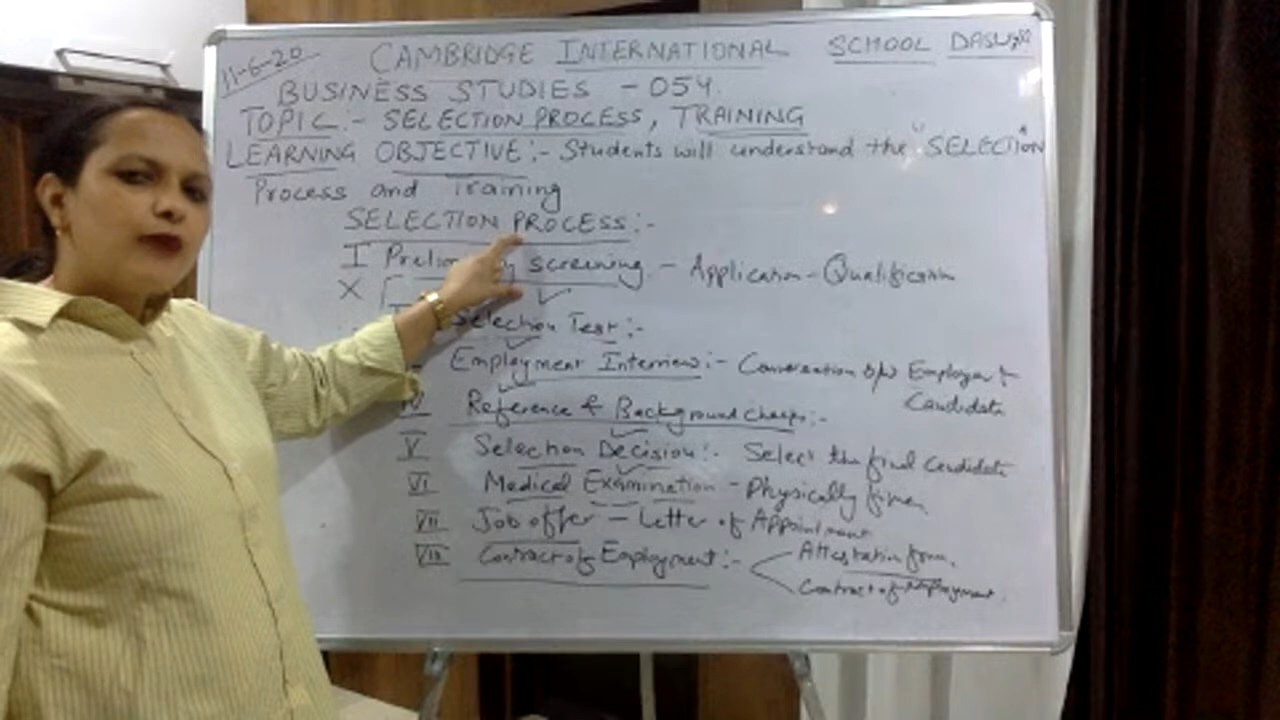 11-6-20 CAMBRIDGE INTERNATIONAL SCHOOL
BUSINESS STUDIES - 054.
TOPIC:- SELECTION PROCESS, TRAINING
LEARNING OBJECTIVE:- Students will understand the "SELECTION"
Process and Training
SELECTION PROCESS:-
I screening - Application - Qualification
X
Selection Test:-
Employment Interview:- Conversation b/w Employer &
Candidate
IV Reference & Background checks:-
V Selection Decision:- Select the final Candidate
VI Medical Examination - Physically
VII Job offer - Letter of Appointment
VIII Contract of Employment:- Attestation form.
Contract of Employment.